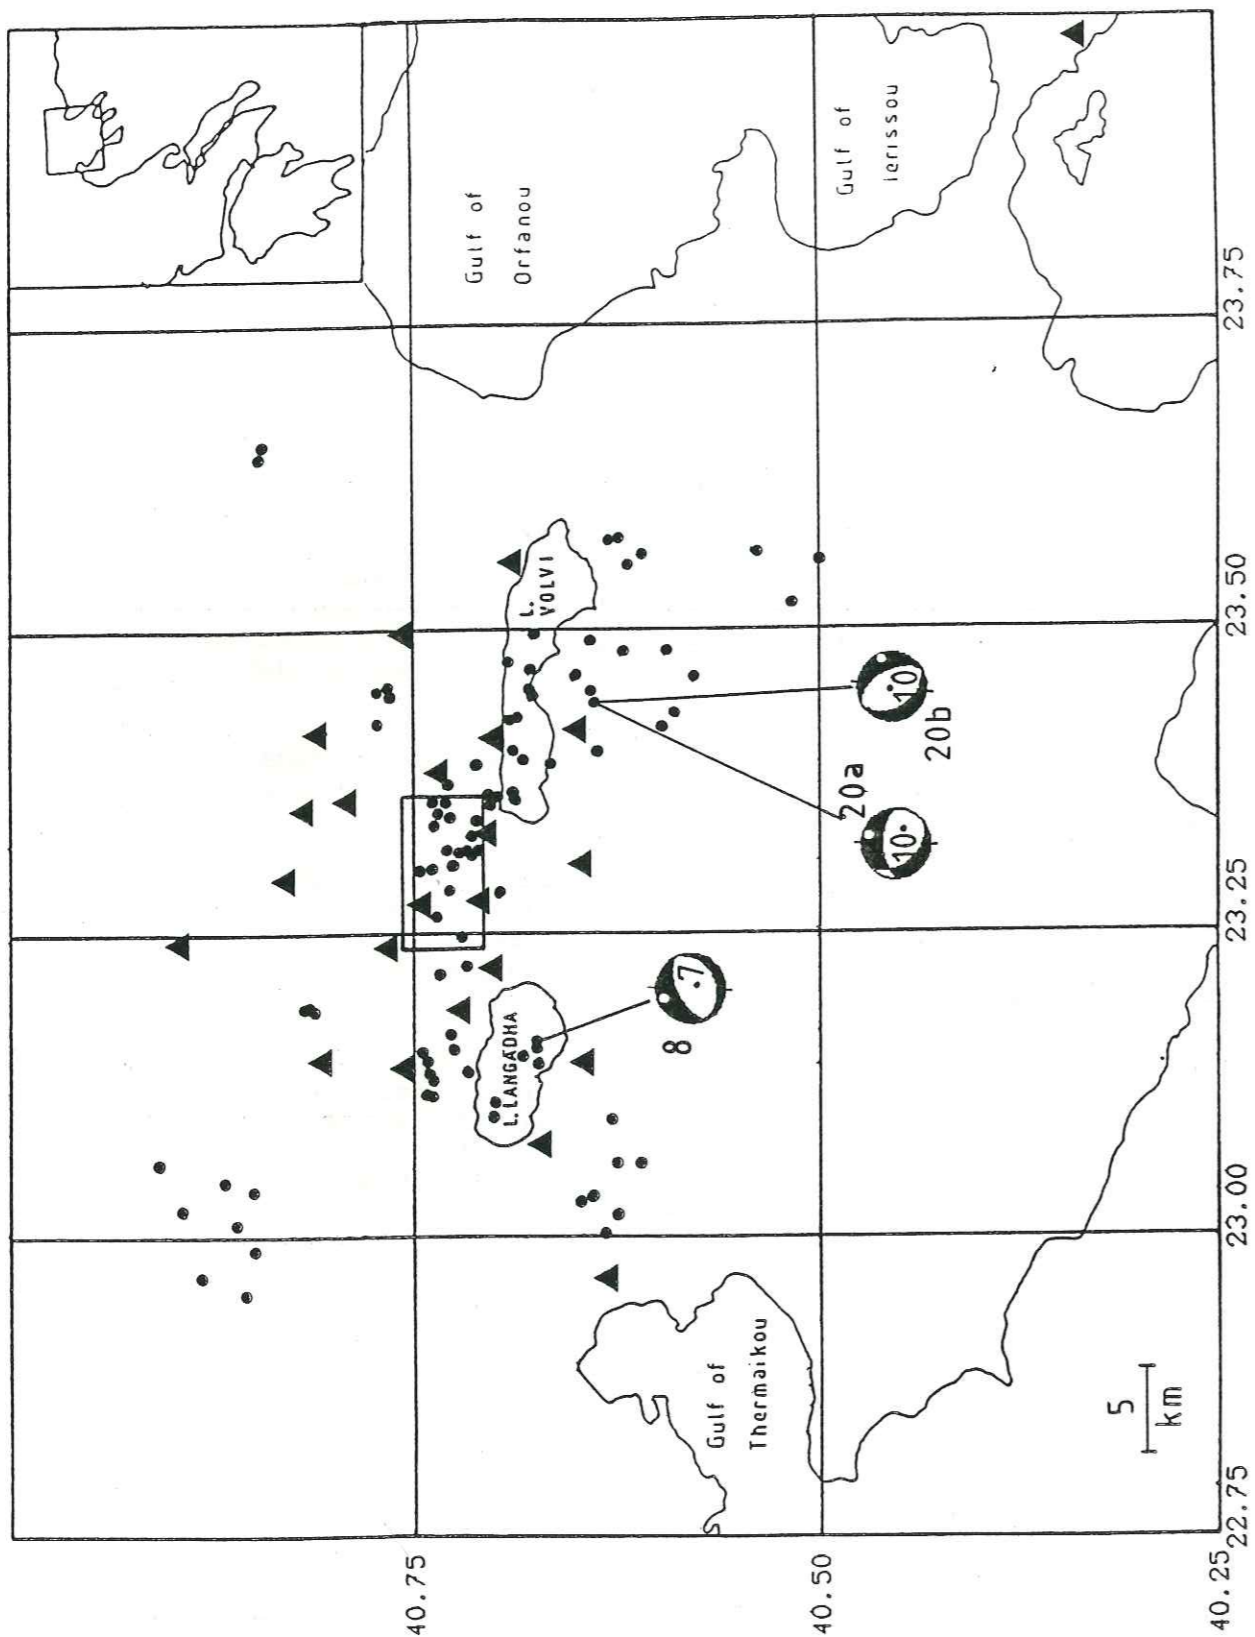 Gulf of
Orfanou
Gulf of
Ierissou
L.
VOLVI
L.LANGADHA
8
7
20a
10
20b
10
Gulf of
Thermaikou
5
km
40.75
40.50
40.25
22.75
23.00
23.25
23.50
23.75